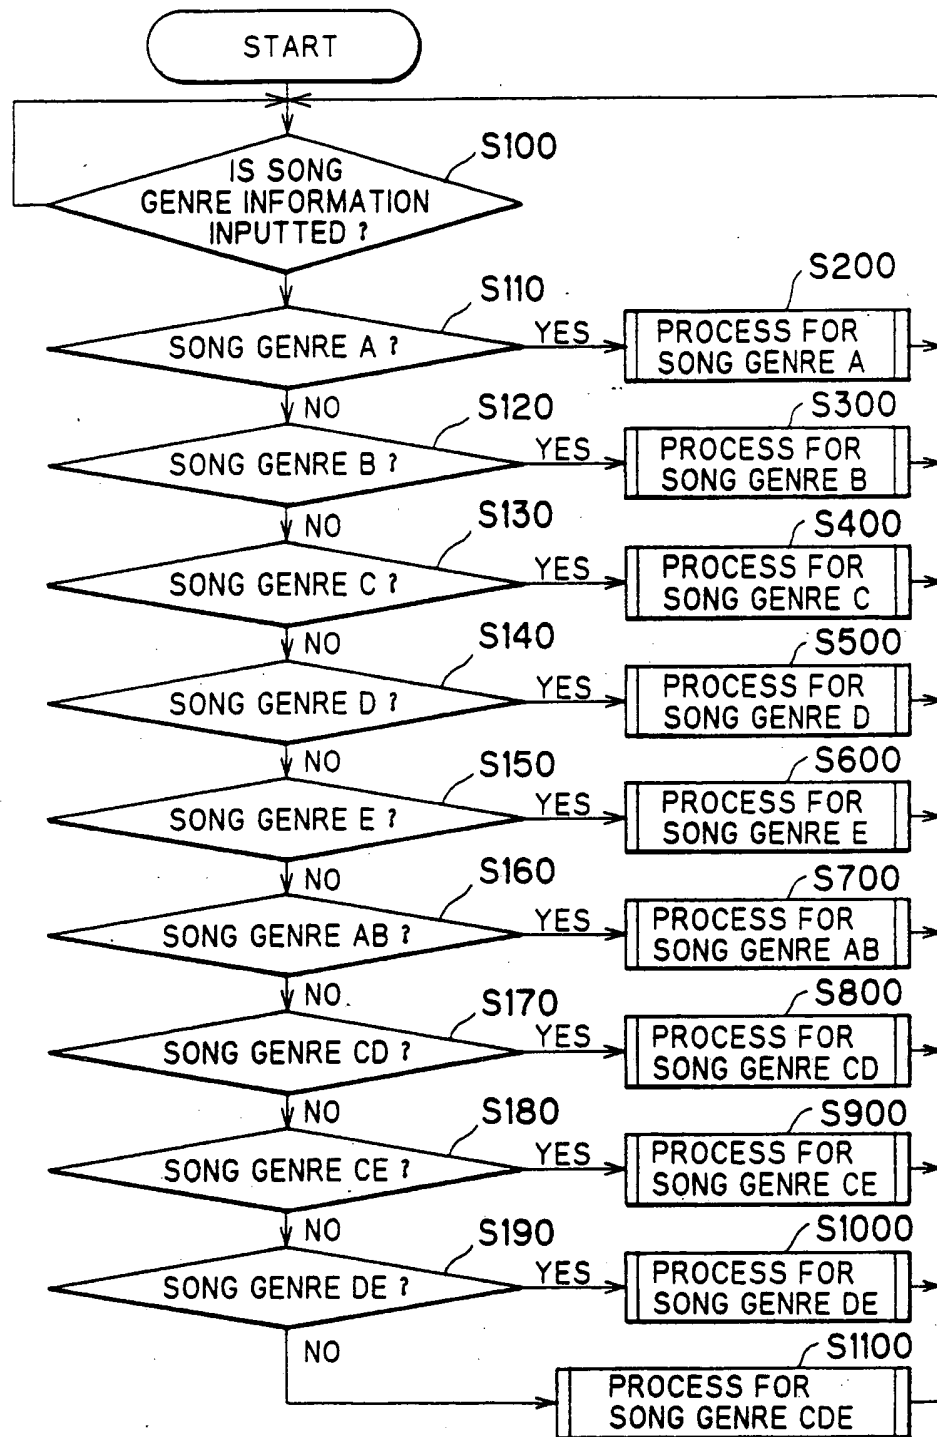 START
S100
IS SONG
GENRE INFORMATION
INPUTTED ?
S110
SONG GENRE A ?
YES
S200
PROCESS FOR
SONG GENRE A
NO
S120
SONG GENRE B ?
YES
S300
PROCESS FOR
SONG GENRE B
NO
S130
SONG GENRE C ?
YES
S400
PROCESS FOR
SONG GENRE C
NO
S140
SONG GENRE D ?
YES
S500
PROCESS FOR
SONG GENRE D
NO
S150
SONG GENRE E ?
YES
S600
PROCESS FOR
SONG GENRE E
NO
S160
SONG GENRE AB ?
YES
S700
PROCESS FOR
SONG GENRE AB
NO
S170
SONG GENRE CD ?
YES
S800
PROCESS FOR
SONG GENRE CD
NO
S180
SONG GENRE CE ?
YES
S900
PROCESS FOR
SONG GENRE CE
NO
S190
SONG GENRE DE ?
YES
S1000
PROCESS FOR
SONG GENRE DE
NO
S1100
PROCESS FOR
SONG GENRE CDE